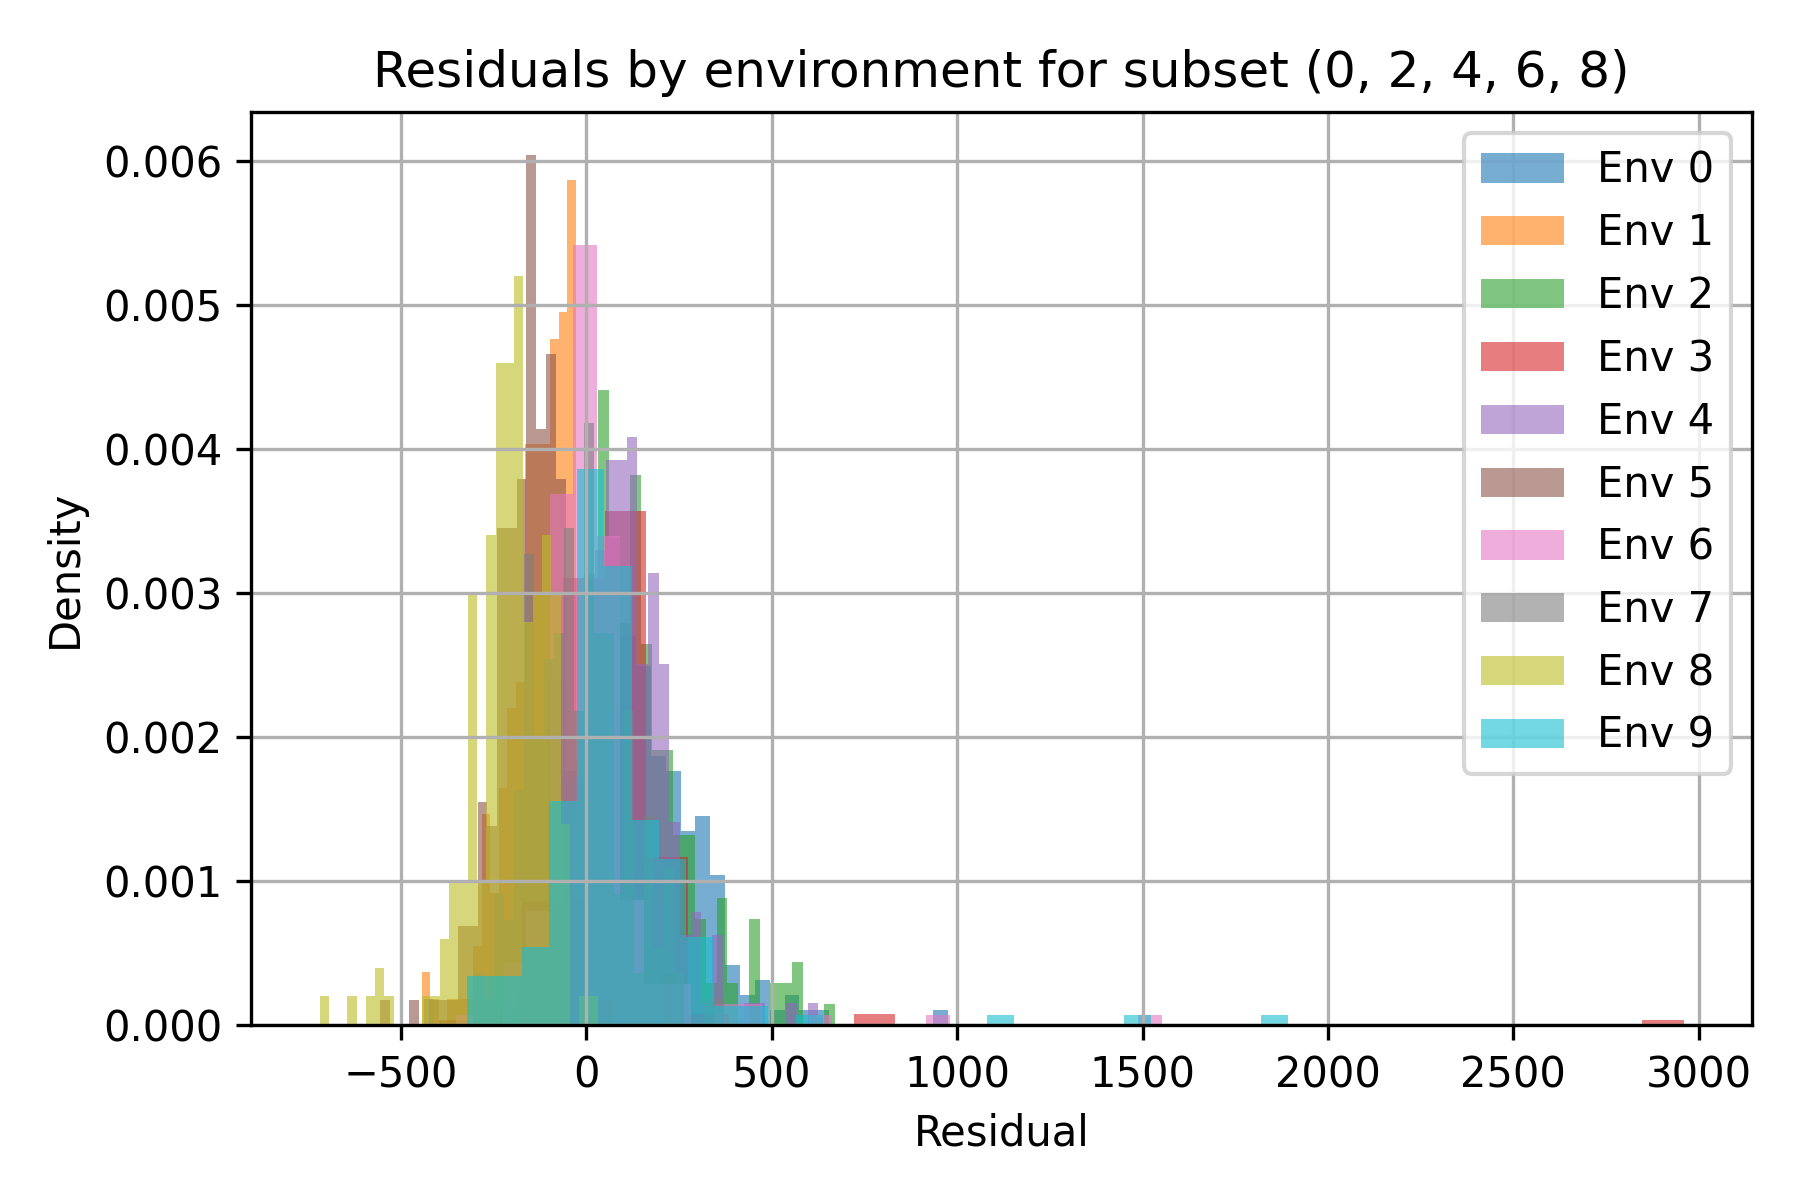 Residuals by environment for subset (0, 2, 4, 6, 8)
0.006
0.005
0.004
0.003
0.002
0.001
0.000
Density
Env 0
Env 1
Env 2
Env 3
Env 4
Env 5
Env 6
Env 7
Env 8
Env 9
−500 0 500 1000 1500 2000 2500 3000
Residual